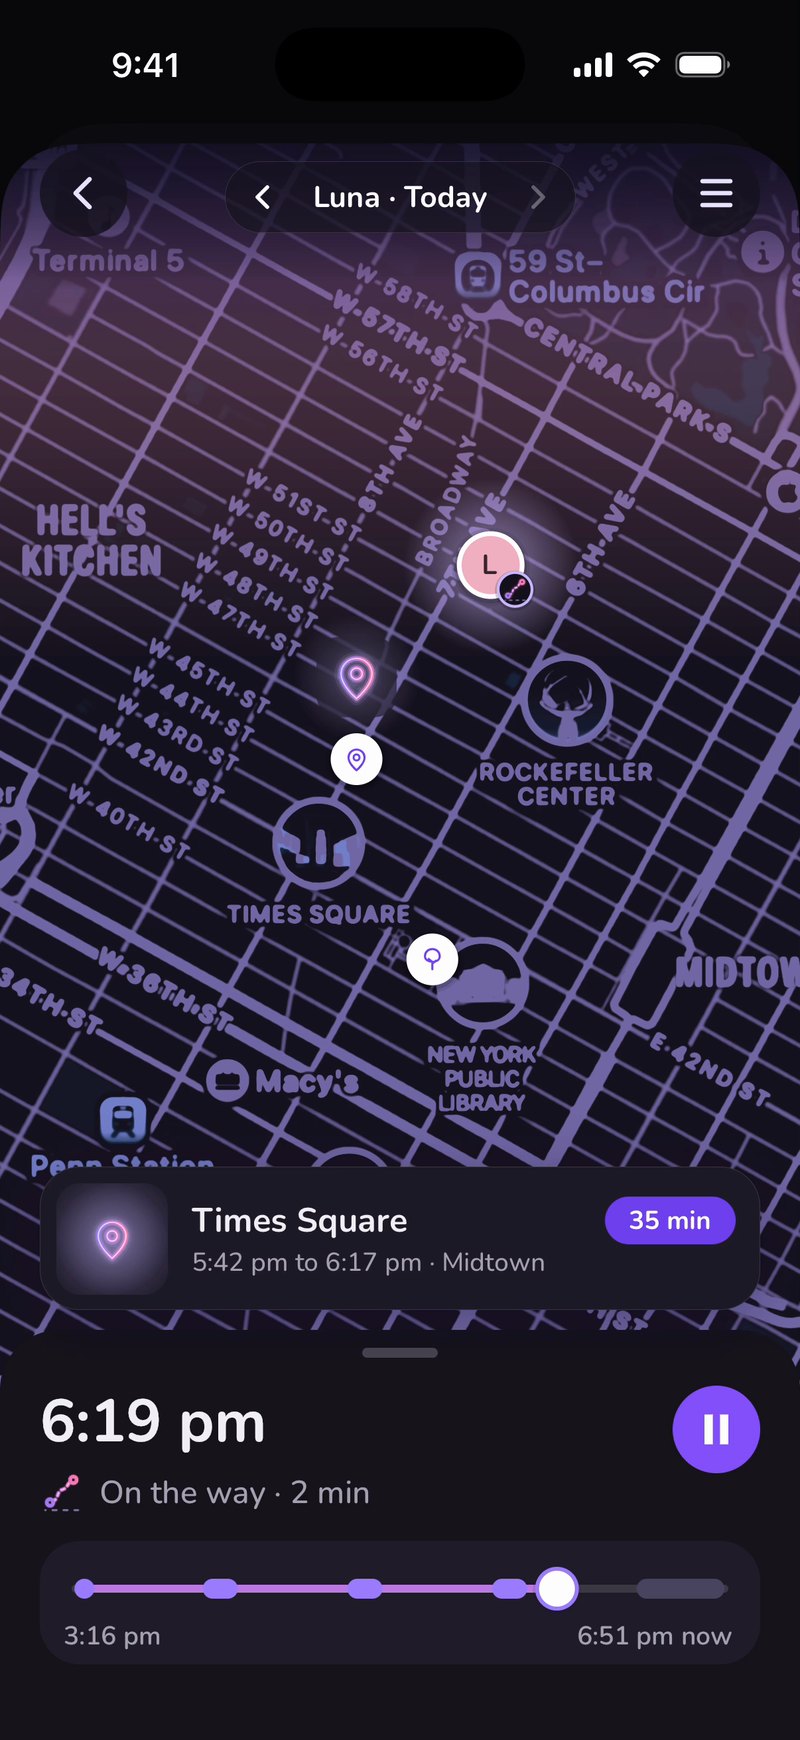 9:41
Luna · Today
Terminal 5
59 St–
Columbus Cir
W 58TH ST
W 57TH ST
W 56TH ST
CENTRAL PARK S
8TH AVE
BROADWAY
AVE
6TH AVE
HELL'S
KITCHEN
W 51ST ST
W 50TH ST
W 49TH ST
W 48TH ST
W 47TH ST
L
W 45TH ST
W 44TH ST
W 43RD ST
W 42ND ST
W 40TH ST
ROCKEFELLER
CENTER
TIMES SQUARE
W 36TH ST
34TH ST
MIDTOW
E 42ND ST
NEW YORK
PUBLIC
LIBRARY
Macy's
Penn Station
Times Square
35 min
5:42 pm to 6:17 pm · Midtown
6:19 pm
On the way · 2 min
3:16 pm
6:51 pm now